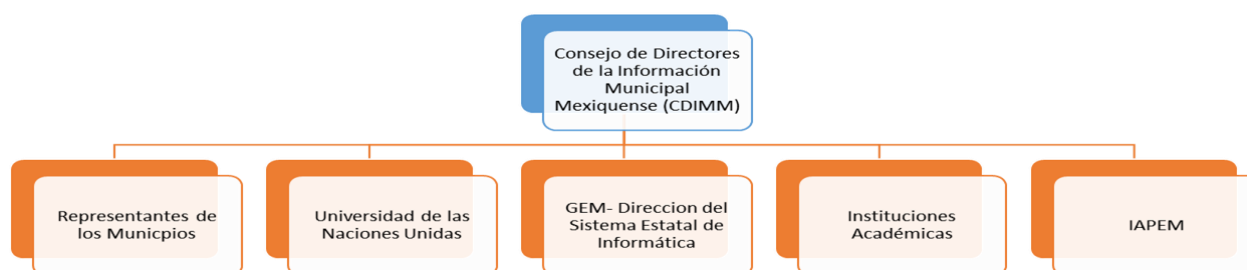 Consejo de Directores
de la Información
Municipal
Mexiquense (CDIMM)
Representantes de
los Municpios
Universidad de las
Naciones Unidas
GEM- Direccion del
Sistema Estatal de
Informática
Instituciones
Académicas
IAPEM